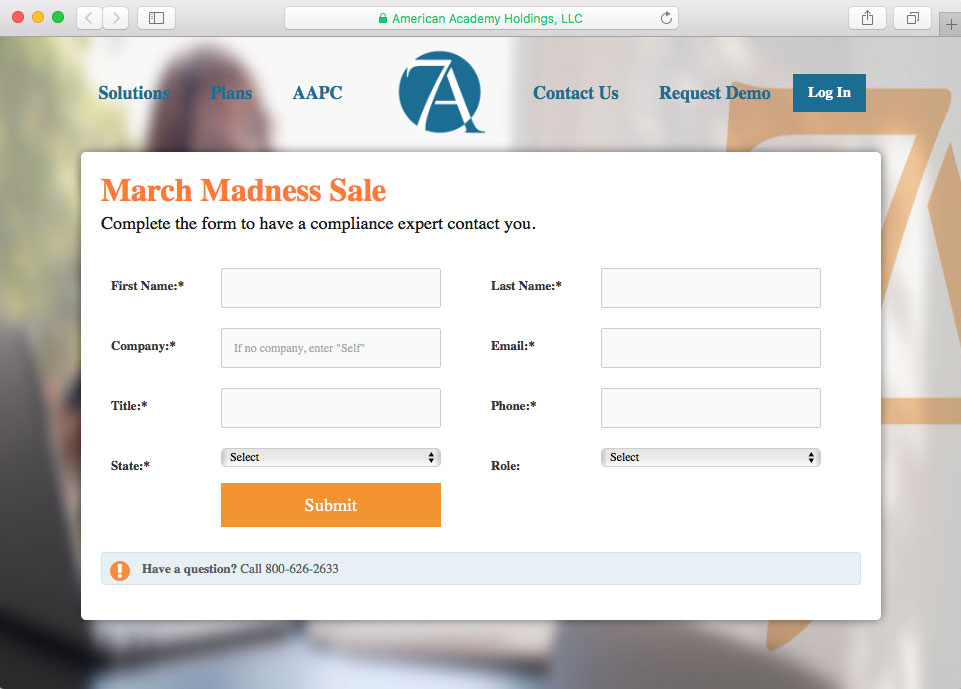 American Academy Holdings, LLC
Solutions Plans AAPC 7A Contact Us Request Demo Log In
March Madness Sale
Complete the form to have a compliance expert contact you.
First Name:* Last Name:*
Company:* If no company, enter "Self" Email:*
Title:* Phone:*
State:* Select Role: Select
Submit
! Have a question? Call 800-626-2633